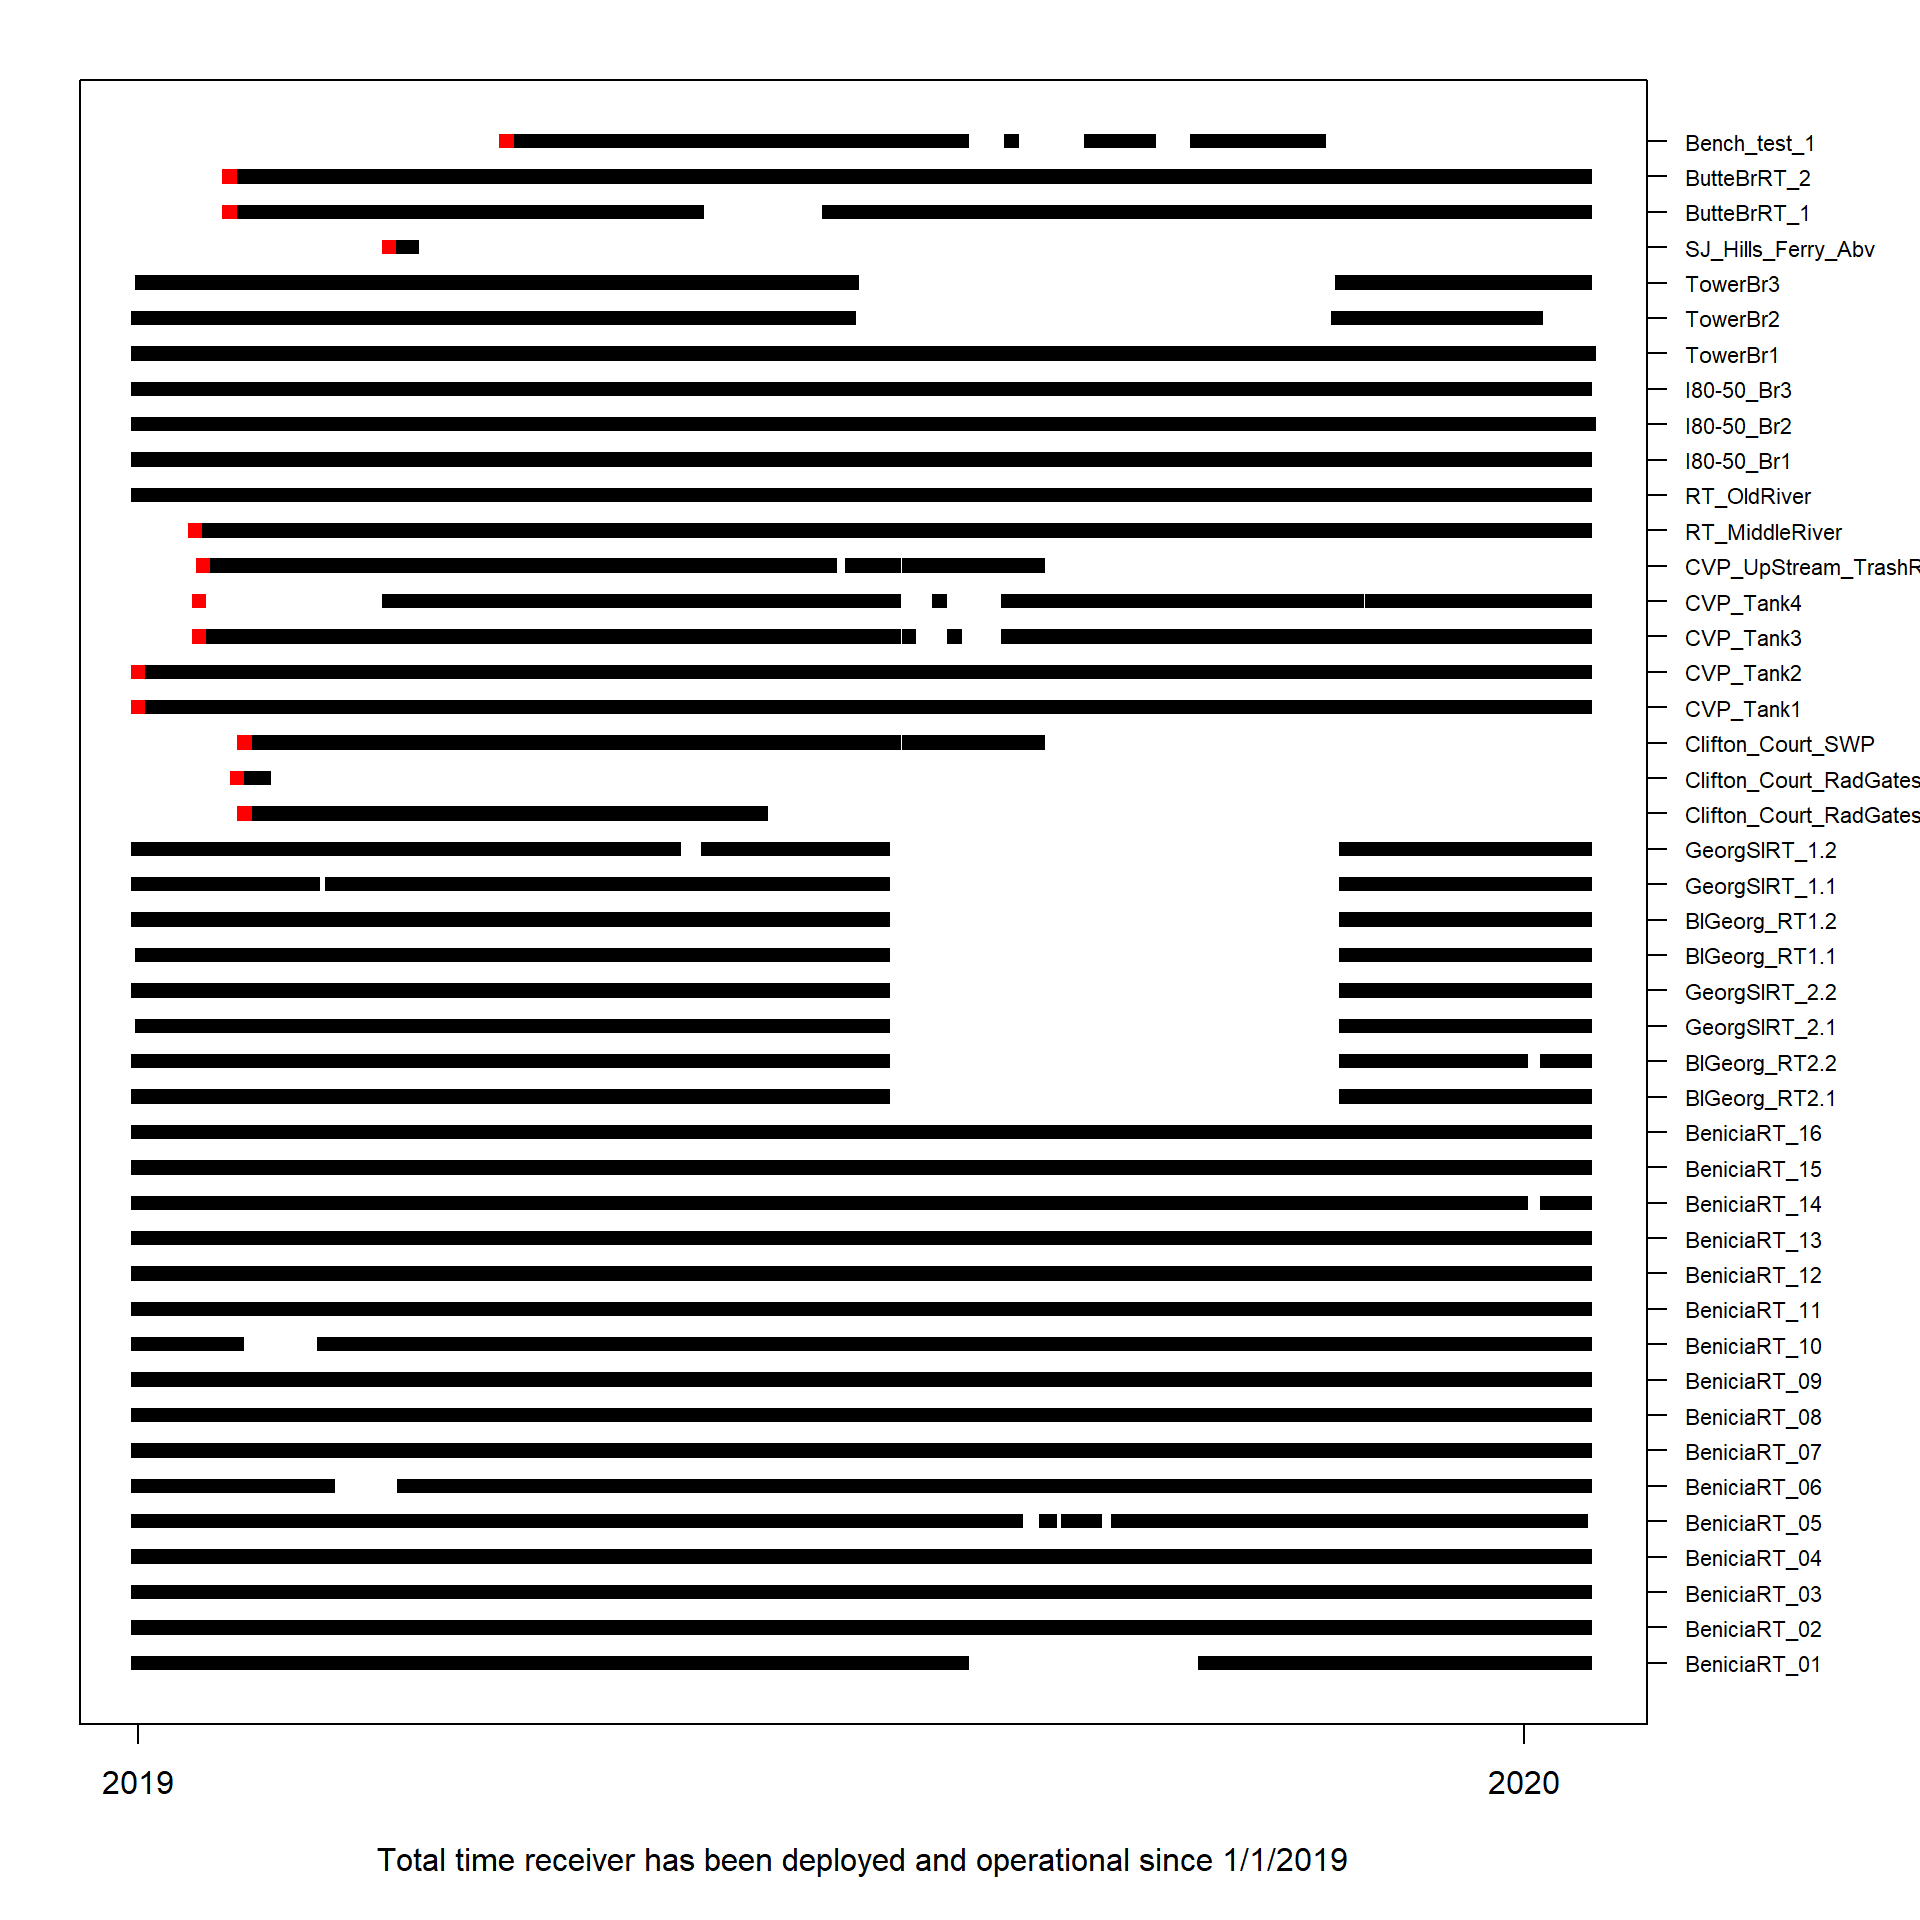 Bench_test_1
ButteBrRT_2
ButteBrRT_1
SJ_Hills_Ferry_Abv
TowerBr3
TowerBr2
TowerBr1
I80-50_Br3
I80-50_Br2
I80-50_Br1
RT_OldRiver
RT_MiddleRiver
CVP_UpStream_TrashR
CVP_Tank4
CVP_Tank3
CVP_Tank2
CVP_Tank1
Clifton_Court_SWP
Clifton_Court_RadGates
Clifton_Court_RadGates
GeorgSlRT_1.2
GeorgSlRT_1.1
BlGeorg_RT1.2
BlGeorg_RT1.1
GeorgSlRT_2.2
GeorgSlRT_2.1
BlGeorg_RT2.2
BlGeorg_RT2.1
BeniciaRT_16
BeniciaRT_15
BeniciaRT_14
BeniciaRT_13
BeniciaRT_12
BeniciaRT_11
BeniciaRT_10
BeniciaRT_09
BeniciaRT_08
BeniciaRT_07
BeniciaRT_06
BeniciaRT_05
BeniciaRT_04
BeniciaRT_03
BeniciaRT_02
BeniciaRT_01
2019 2020
Total time receiver has been deployed and operational since 1/1/2019